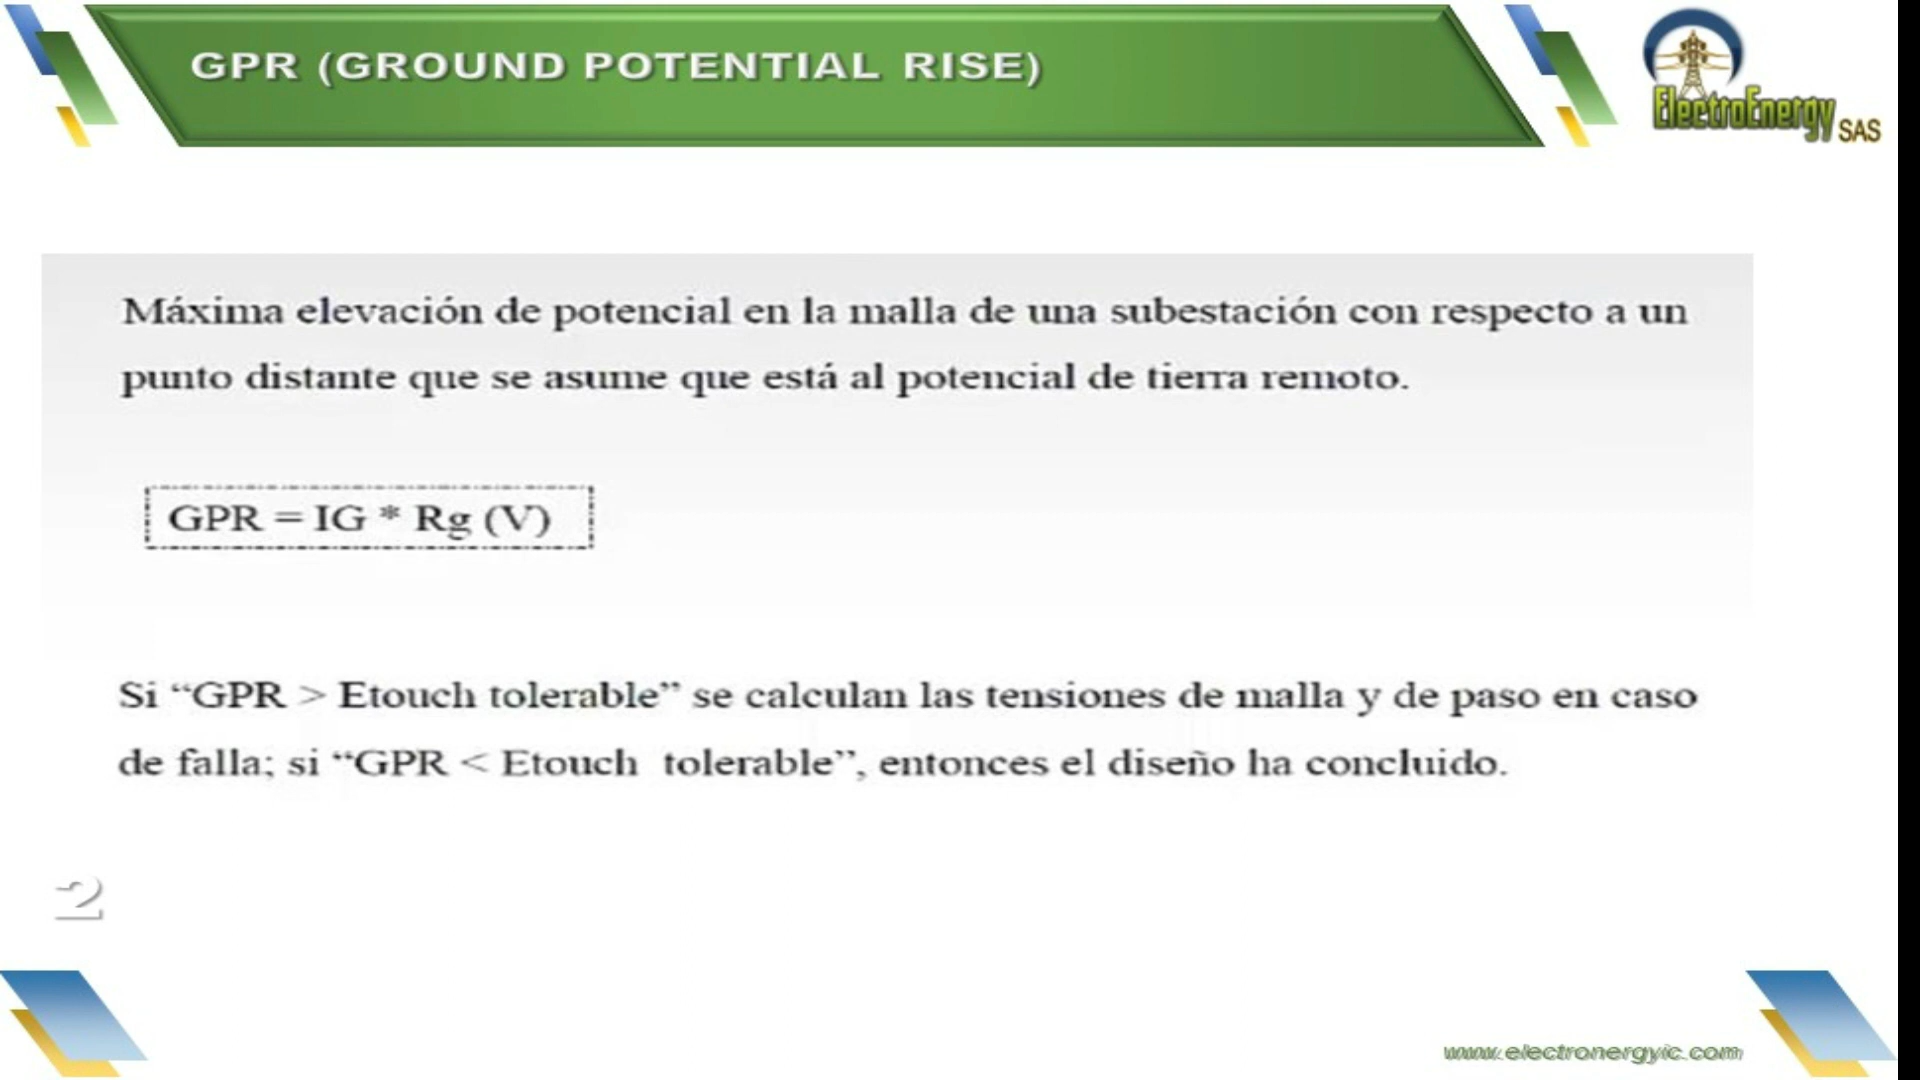 GPR (GROUND POTENTIAL RISE)
ElectroEnergy SAS
Máxima elevación de potencial en la malla de una subestación con respecto a un
punto distante que se asume que está al potencial de tierra remoto.
GPR = IG * Rg (V)
Si “GPR > Etouch tolerable” se calculan las tensiones de malla y de paso en caso
de falla; si “GPR < Etouch tolerable”, entonces el diseño ha concluido.
2
www.electronergyic.com